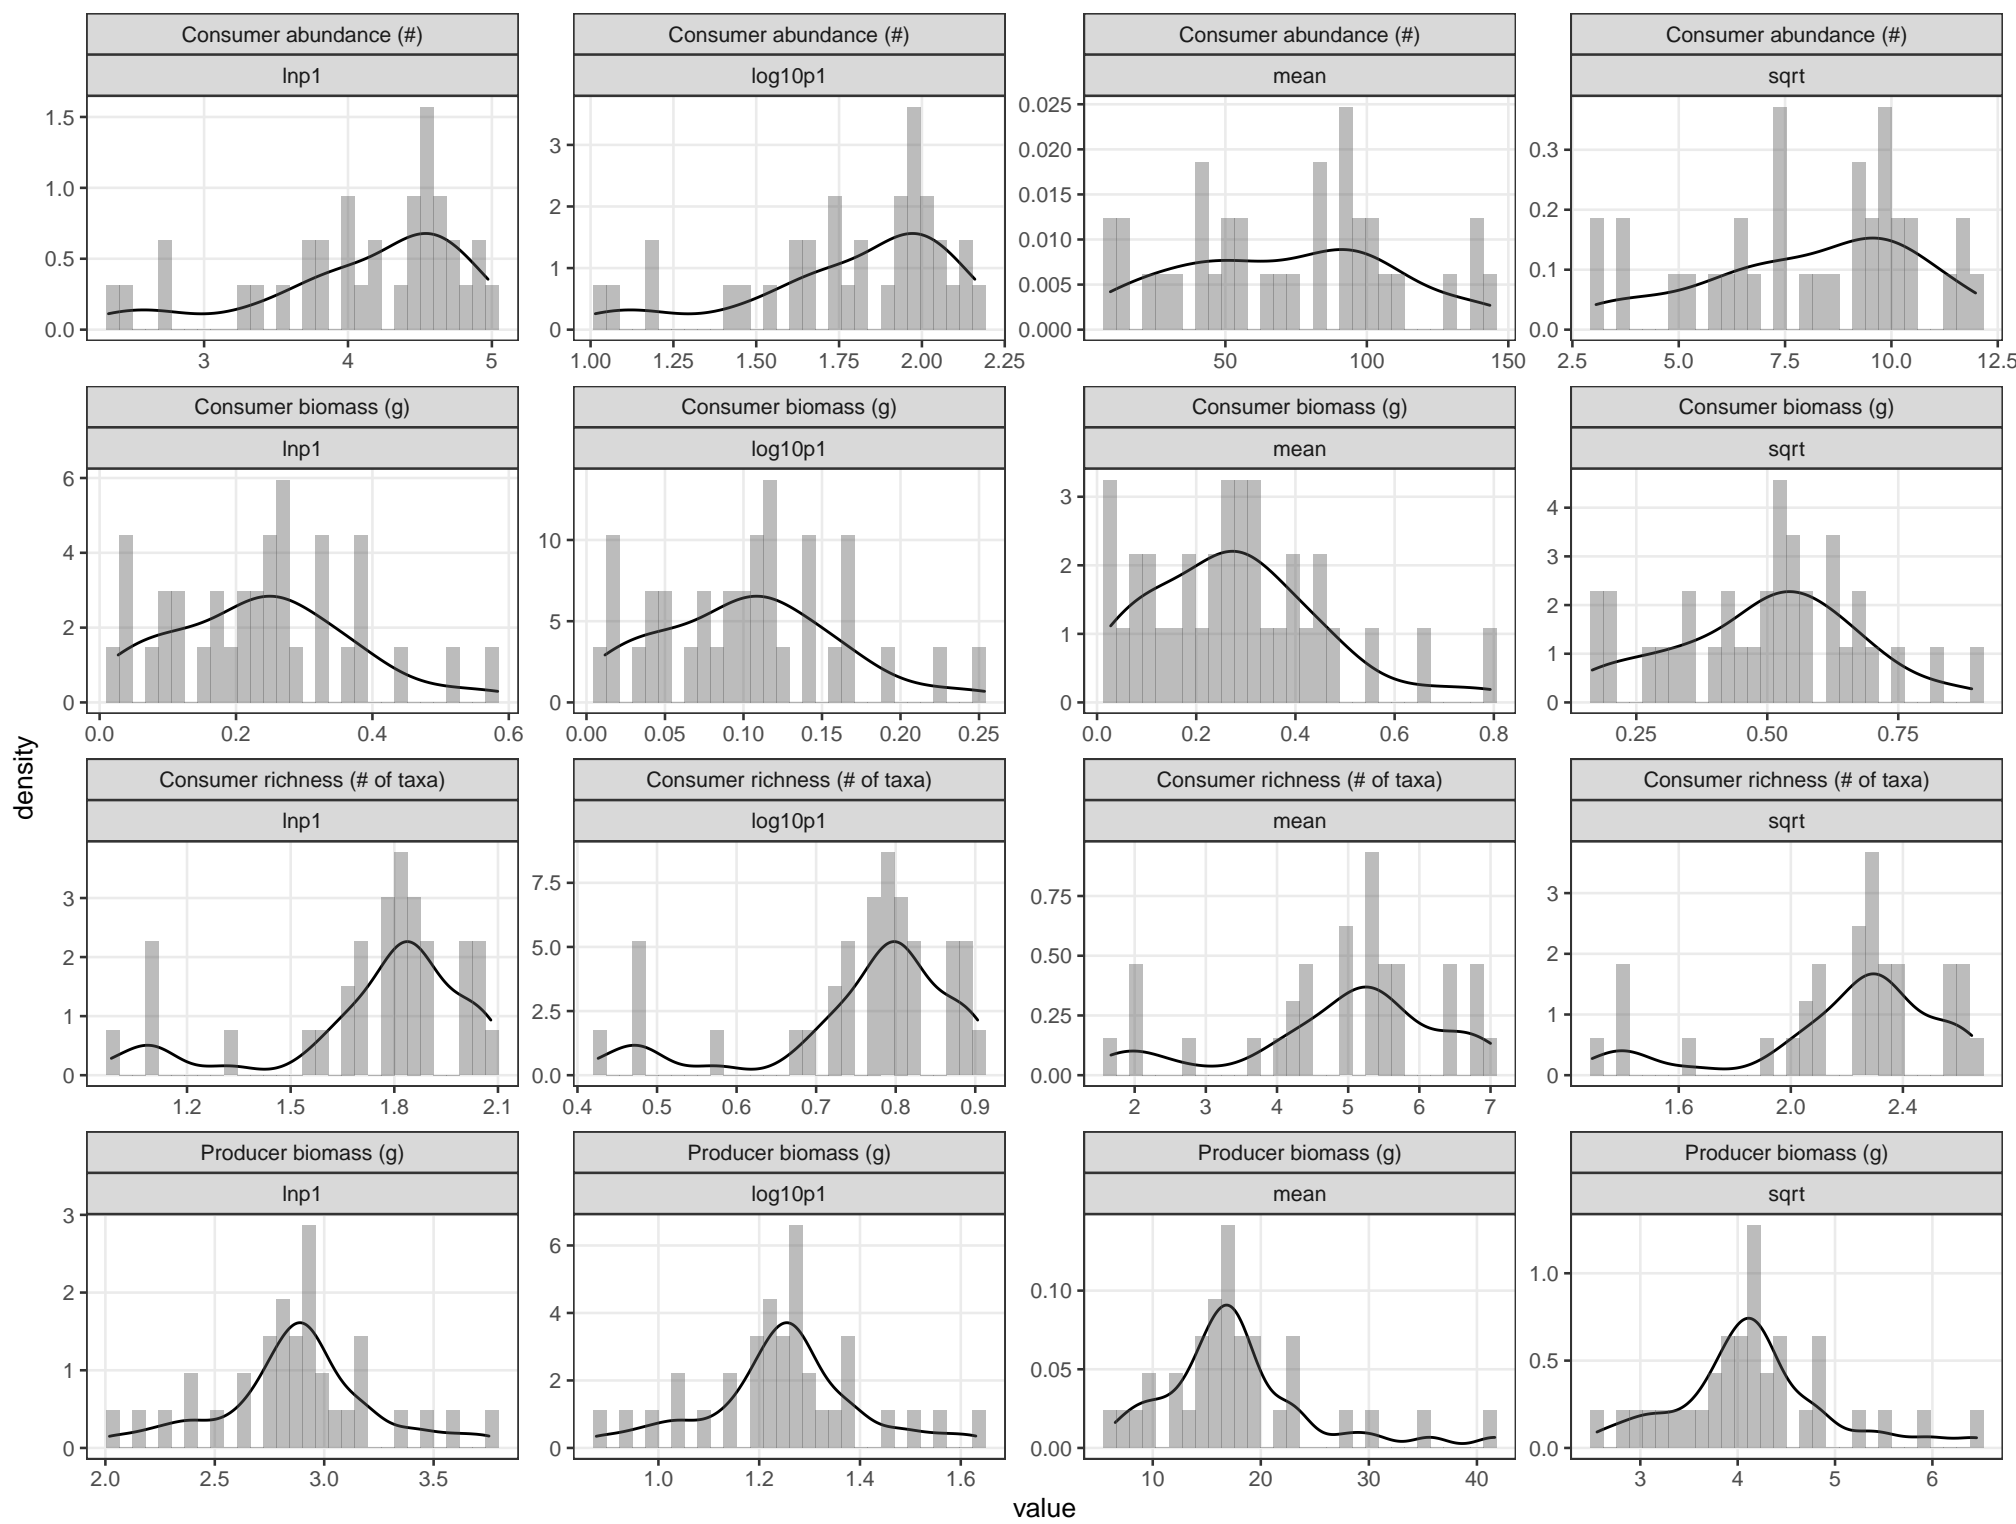 Consumer abundance (#) Consumer abundance (#) Consumer abundance (#) Consumer abundance (#)
lnp1 log10p1 mean sqrt
1.5
1.0
0.5
0.0
3 4 5
3
2
1
0
1.00 1.25 1.50 1.75 2.00 2.25
0.025
0.020
0.015
0.010
0.005
0.000
50 100 150
0.3
0.2
0.1
0.0
2.5 5.0 7.5 10.0 12.5
Consumer biomass (g) Consumer biomass (g) Consumer biomass (g) Consumer biomass (g)
lnp1 log10p1 mean sqrt
6
4
2
0
0.0 0.2 0.4 0.6
10
5
0
0.00 0.05 0.10 0.15 0.20 0.25
3
2
1
0
0.0 0.2 0.4 0.6 0.8
4
3
2
1
0
0.25 0.50 0.75
density
Consumer richness (# of taxa) Consumer richness (# of taxa) Consumer richness (# of taxa) Consumer richness (# of taxa)
lnp1 log10p1 mean sqrt
3
2
1
0
1.2 1.5 1.8 2.1
7.5
5.0
2.5
0.0
0.4 0.5 0.6 0.7 0.8 0.9
0.75
0.50
0.25
0.00
2 3 4 5 6 7
3
2
1
0
1.6 2.0 2.4
Producer biomass (g) Producer biomass (g) Producer biomass (g) Producer biomass (g)
lnp1 log10p1 mean sqrt
3
2
1
0
2.0 2.5 3.0 3.5
6
4
2
0
1.0 1.2 1.4 1.6
0.10
0.05
0.00
10 20 30 40
1.0
0.5
0.0
3 4 5 6
value